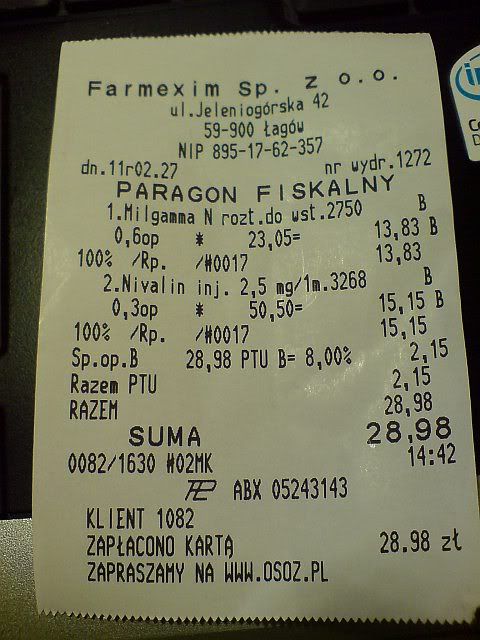 Farmexim Sp. z o.o.
ul.Jeleniogórska 42
59-900 Łagów
NIP 895-17-62-357
dn.11r02.27 nr wydr.1272
PARAGON FISKALNY
1.Milgamma N rozt.do wst.2750 B
0,6op * 23,05= 13,83 B
100% /Rp. /#0017 13,83
2.Nivalin inj. 2,5 mg/1m.3268 B
0,3op * 50,50= 15,15 B
100% /Rp. /#0017 15,15
Sp.op.B 28,98 PTU B= 8,00% 2,15
Razem PTU 2,15
RAZEM 28,98
SUMA 28,98
0082/1630 #02MK 14:42
ABX 05243143
KLIENT 1082
ZAPŁACONO KARTĄ 28.98 zł
ZAPRASZAMY NA WWW.OSOZ.PL